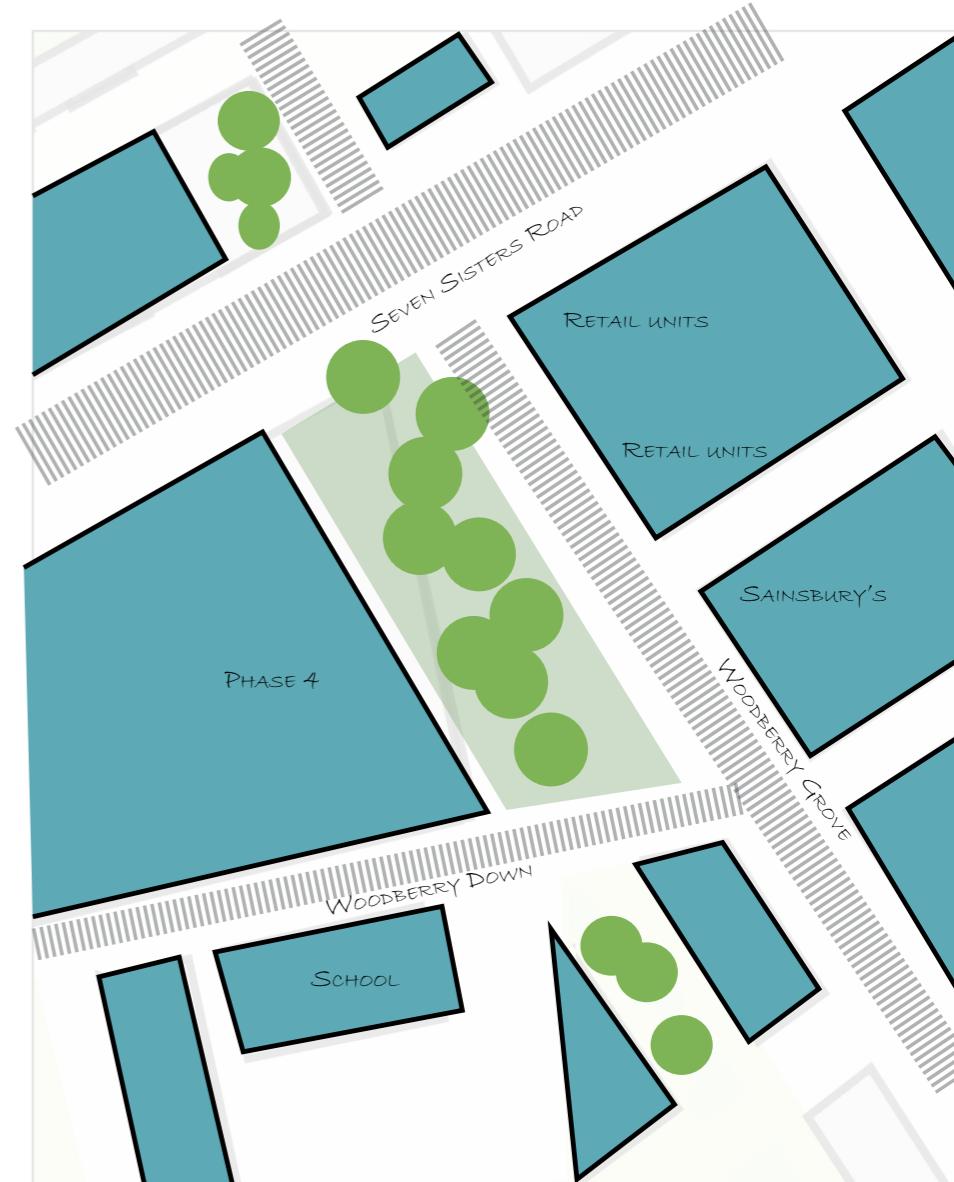 Seven Sisters Road
Retail units
Retail units
Sainsbury's
Phase 4
Woodberry Grove
Woodberry Down
School